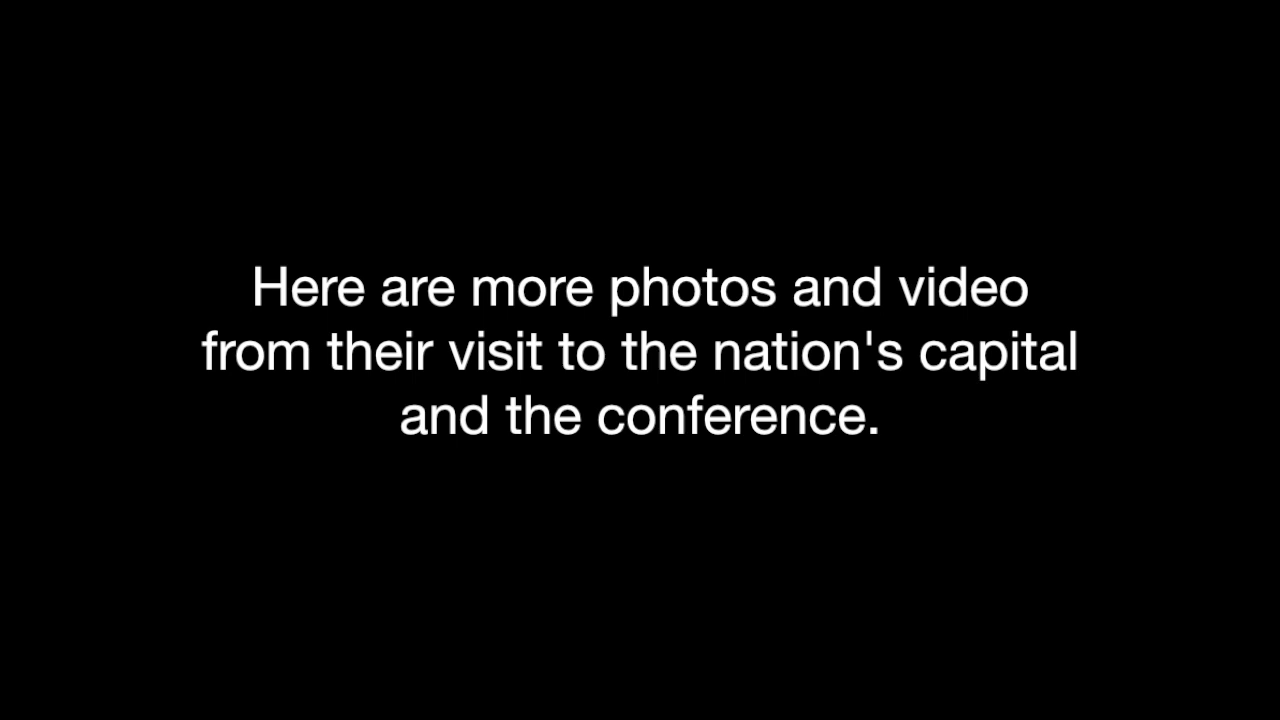 Here are more photos and video
from their visit to the nation's capital
and the conference.